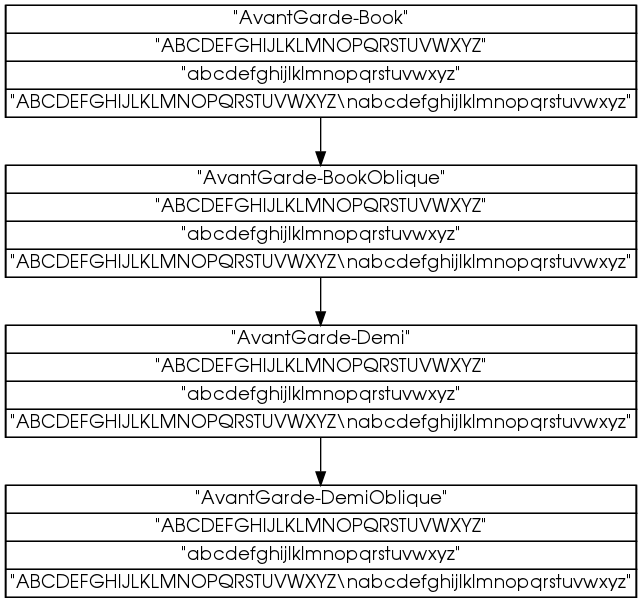 "AvantGarde-Book"
"ABCDEFGHIJLKLMNOPQRSTUVWXYZ"
"abcdefghijlklmnopqrstuvwxyz"
"ABCDEFGHIJLKLMNOPQRSTUVWXYZ\nabcdefghijlklmnopqrstuvwxyz"
"AvantGarde-BookOblique"
"ABCDEFGHIJLKLMNOPQRSTUVWXYZ"
"abcdefghijlklmnopqrstuvwxyz"
"ABCDEFGHIJLKLMNOPQRSTUVWXYZ\nabcdefghijlklmnopqrstuvwxyz"
"AvantGarde-Demi"
"ABCDEFGHIJLKLMNOPQRSTUVWXYZ"
"abcdefghijlklmnopqrstuvwxyz"
"ABCDEFGHIJLKLMNOPQRSTUVWXYZ\nabcdefghijlklmnopqrstuvwxyz"
"AvantGarde-DemiOblique"
"ABCDEFGHIJLKLMNOPQRSTUVWXYZ"
"abcdefghijlklmnopqrstuvwxyz"
"ABCDEFGHIJLKLMNOPQRSTUVWXYZ\nabcdefghijlklmnopqrstuvwxyz"